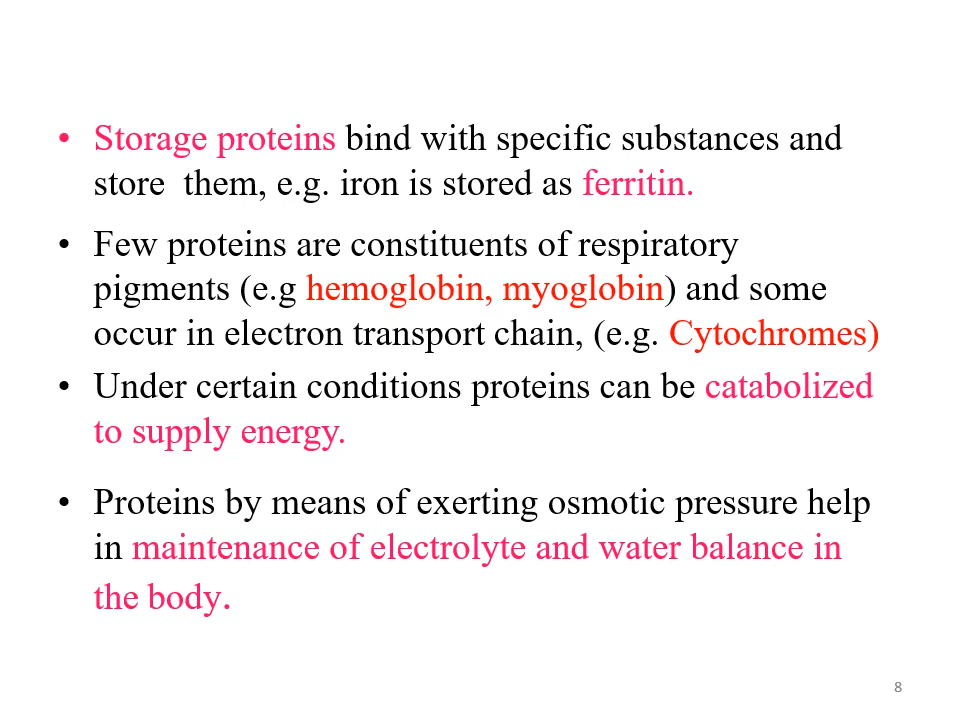 • Storage proteins bind with specific substances and
store  them, e.g. iron is stored as ferritin.
• Few proteins are constituents of respiratory
pigments (e.g hemoglobin, myoglobin) and some
occur in electron transport chain, (e.g. Cytochromes)
• Under certain conditions proteins can be catabolized
to supply energy.
• Proteins by means of exerting osmotic pressure help
in maintenance of electrolyte and water balance in
the body.
8